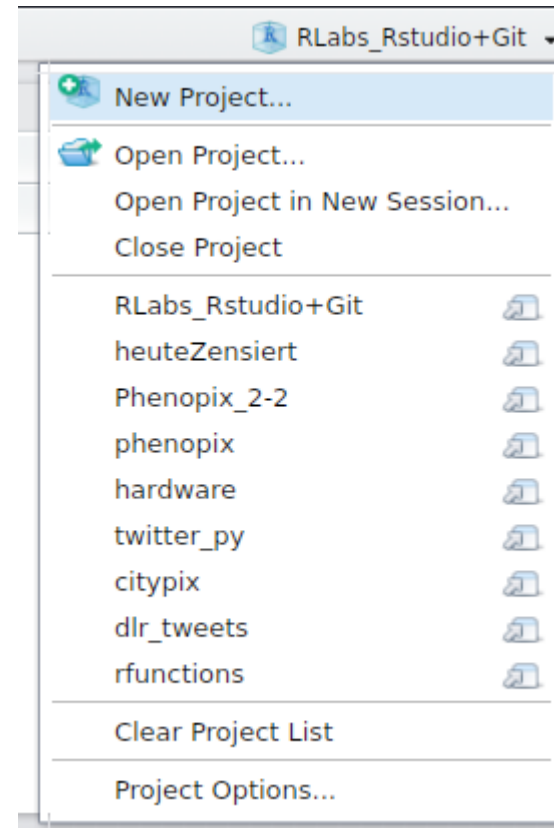 RLabs_Rstudio+Git
New Project...
Open Project...
Open Project in New Session...
Close Project
RLabs_Rstudio+Git
heuteZensiert
Phenopix_2-2
phenopix
hardware
twitter_py
citypix
dlr_tweets
rfunctions
Clear Project List
Project Options...